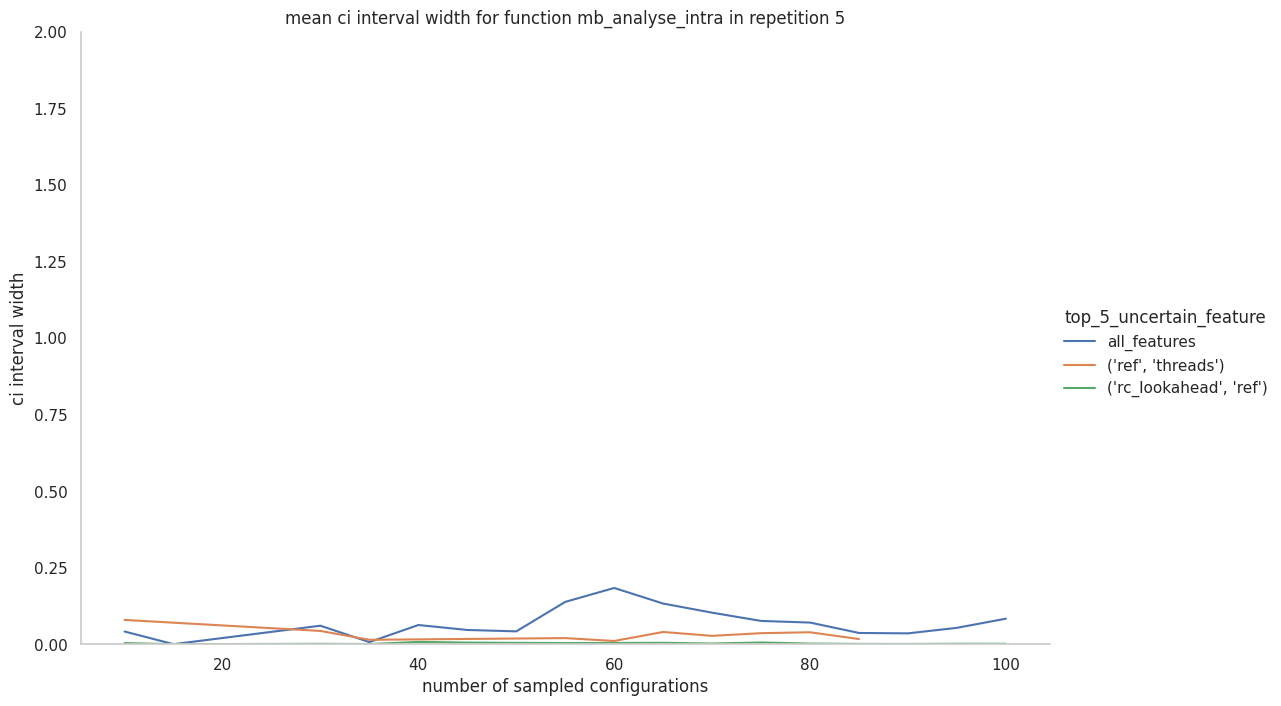 mean ci interval width for function mb_analyse_intra in repetition 5
2.00
1.75
1.50
1.25
1.00
0.75
0.50
0.25
0.00
ci interval width
20
40
60
80
100
number of sampled configurations
top_5_uncertain_feature
all_features
('ref', 'threads')
('rc_lookahead', 'ref')